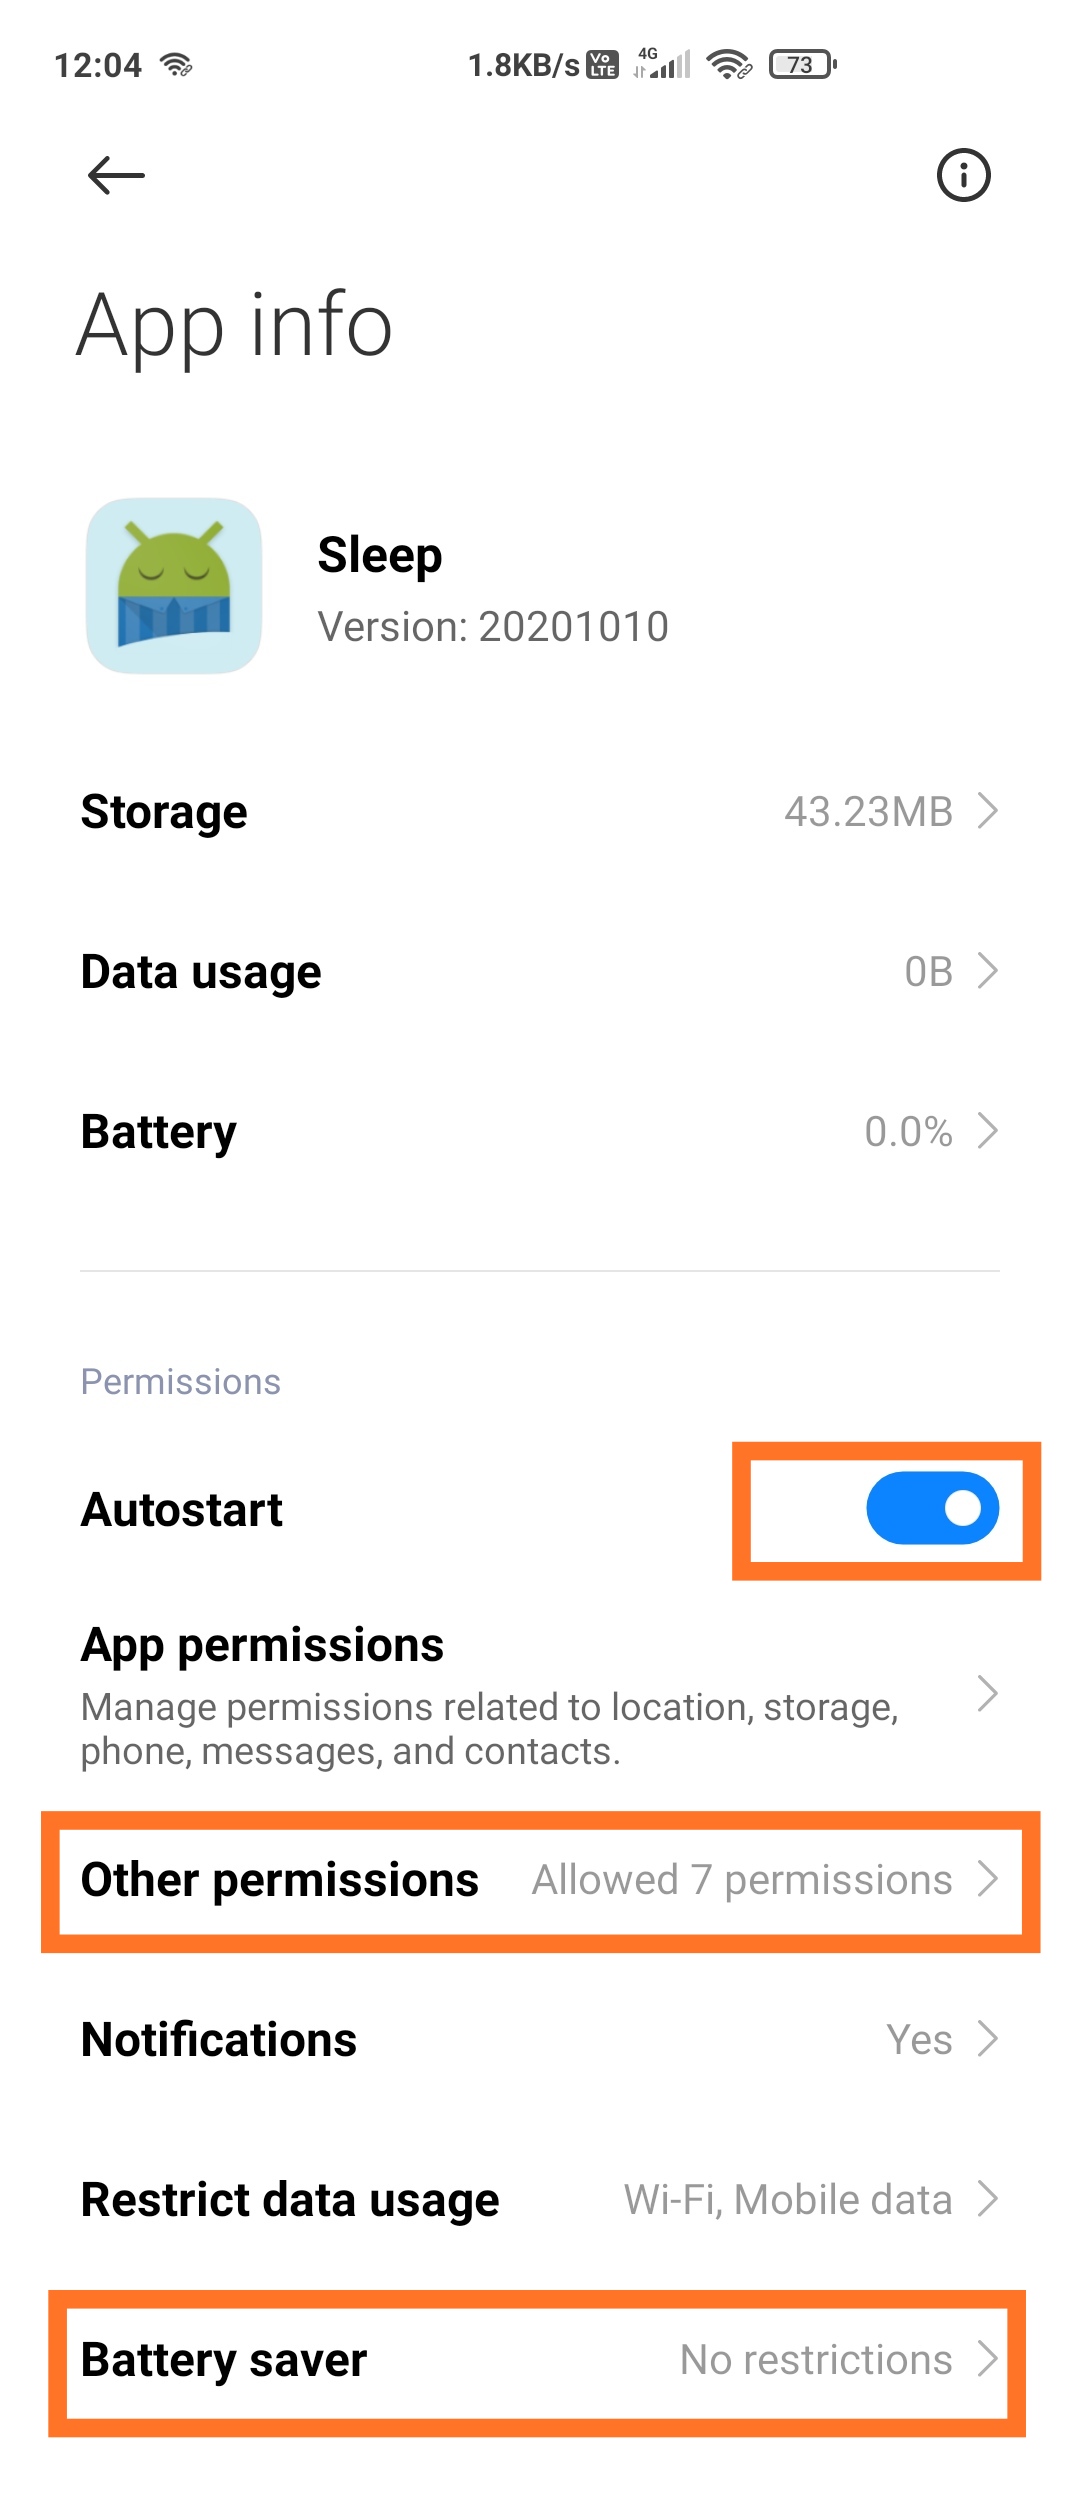 12:04 1.8KB/s Vo LTE 4G 73
App info
Sleep
Version: 20201010
Storage 43.23MB
Data usage 0B
Battery 0.0%
Permissions
Autostart
App permissions
Manage permissions related to location, storage,
phone, messages, and contacts.
Other permissions Allowed 7 permissions
Notifications Yes
Restrict data usage Wi-Fi, Mobile data
Battery saver No restrictions